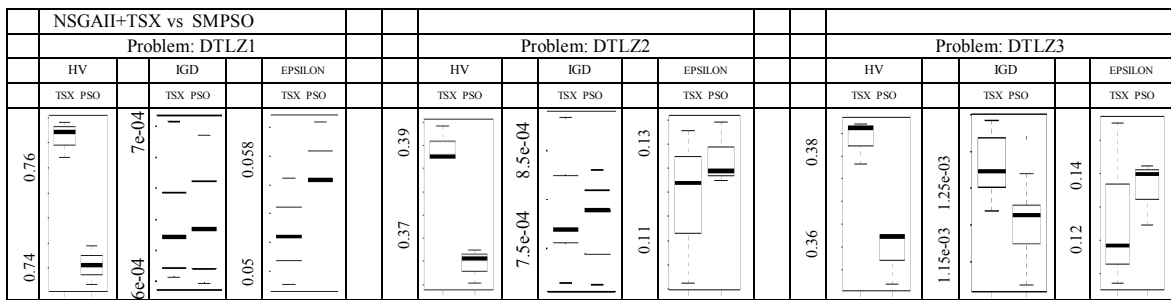 NSGAII+TSX vs SMPSO
Problem: DTLZ1 Problem: DTLZ2 Problem: DTLZ3
HV IGD EPSILON HV IGD EPSILON HV IGD EPSILON
TSX PSO TSX PSO TSX PSO TSX PSO TSX PSO TSX PSO TSX PSO TSX PSO TSX PSO
0.76 7e-04 0.058 0.39 8.5e-04 0.13 0.38 1.25e-03 0.14
0.74 6e-04 0.05 0.37 7.5e-04 0.11 0.36 1.15e-03 0.12